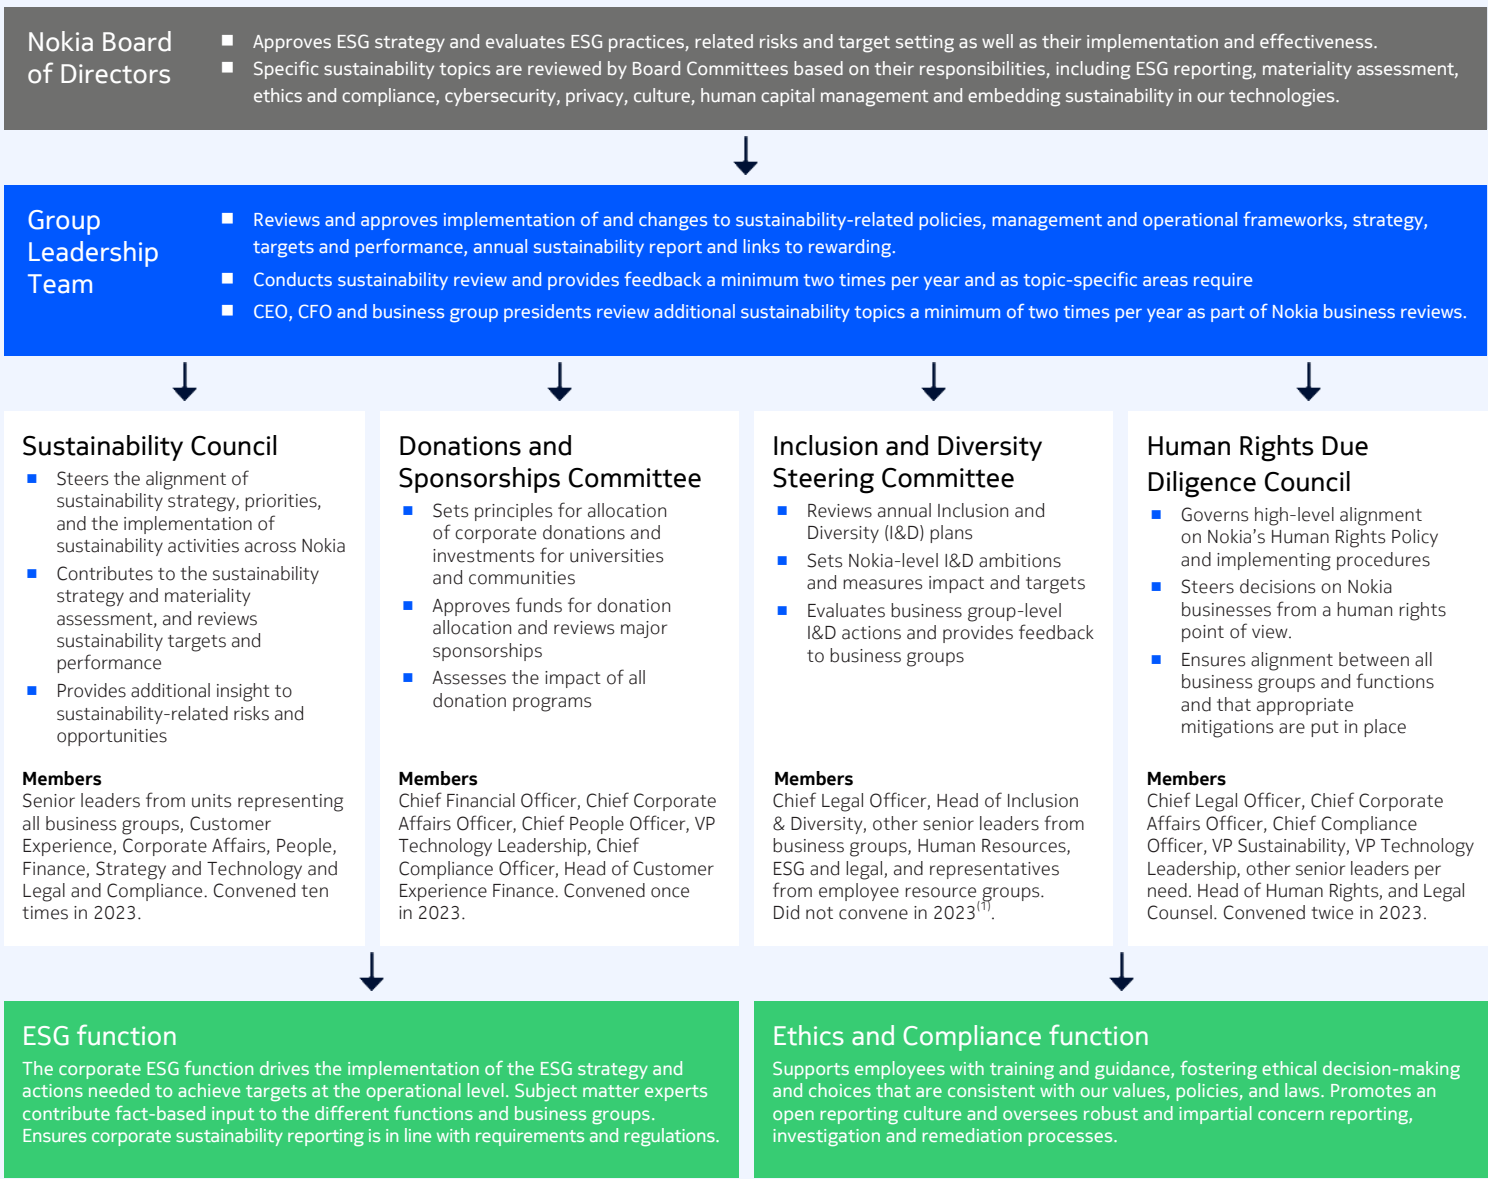 Nokia Board
of Directors
■ Approves ESG strategy and evaluates ESG practices, related risks and target setting as well as their implementation and effectiveness.
■ Specific sustainability topics are reviewed by Board Committees based on their responsibilities, including ESG reporting, materiality assessment,
ethics and compliance, cybersecurity, privacy, culture, human capital management and embedding sustainability in our technologies.
Group
Leadership
Team
■ Reviews and approves implementation of and changes to sustainability-related policies, management and operational frameworks, strategy,
targets and performance, annual sustainability report and links to rewarding.
■ Conducts sustainability review and provides feedback a minimum two times per year and as topic-specific areas require
■ CEO, CFO and business group presidents review additional sustainability topics a minimum of two times per year as part of Nokia business reviews.
Sustainability Council
■ Steers the alignment of
sustainability strategy, priorities,
and the implementation of
sustainability activities across Nokia
■ Contributes to the sustainability
strategy and materiality
assessment, and reviews
sustainability targets and
performance
■ Provides additional insight to
sustainability-related risks and
opportunities
Members
Senior leaders from units representing
all business groups, Customer
Experience, Corporate Affairs, People,
Finance, Strategy and Technology and
Legal and Compliance. Convened ten
times in 2023.
Donations and
Sponsorships Committee
■ Sets principles for allocation
of corporate donations and
investments for universities
and communities
■ Approves funds for donation
allocation and reviews major
sponsorships
■ Assesses the impact of all
donation programs
Members
Chief Financial Officer, Chief Corporate
Affairs Officer, Chief People Officer, VP
Technology Leadership, Chief
Compliance Officer, Head of Customer
Experience Finance. Convened once
in 2023.
Inclusion and Diversity
Steering Committee
■ Reviews annual Inclusion and
Diversity (I&D) plans
■ Sets Nokia-level I&D ambitions
and measures impact and targets
■ Evaluates business group-level
I&D actions and provides feedback
to business groups
Members
Chief Legal Officer, Head of Inclusion
& Diversity, other senior leaders from
business groups, Human Resources,
ESG and legal, and representatives
from employee resource groups.
Did not convene in 2023(1).
Human Rights Due
Diligence Council
■ Governs high-level alignment
on Nokia's Human Rights Policy
and implementing procedures
■ Steers decisions on Nokia
businesses from a human rights
point of view.
■ Ensures alignment between all
business groups and functions
and that appropriate
mitigations are put in place
Members
Chief Legal Officer, Chief Corporate
Affairs Officer, Chief Compliance
Officer, VP Sustainability, VP Technology
Leadership, other senior leaders per
need. Head of Human Rights, and Legal
Counsel. Convened twice in 2023.
ESG function
The corporate ESG function drives the implementation of the ESG strategy and
actions needed to achieve targets at the operational level. Subject matter experts
contribute fact-based input to the different functions and business groups.
Ensures corporate sustainability reporting is in line with requirements and regulations.
Ethics and Compliance function
Supports employees with training and guidance, fostering ethical decision-making
and choices that are consistent with our values, policies, and laws. Promotes an
open reporting culture and oversees robust and impartial concern reporting,
investigation and remediation processes.